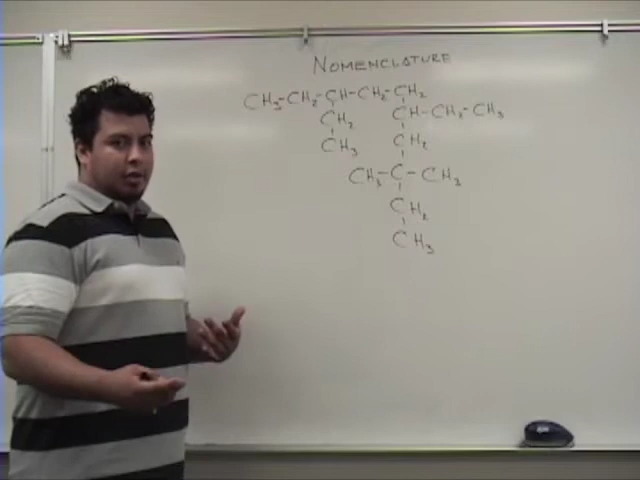 NOMENCLATURE
CH₃-CH₂-CH-CH₂-CH₂
CH₂ CH-CH₂-CH₃
CH₃ CH₂
CH₃-C-CH₃
CH₂
CH₃